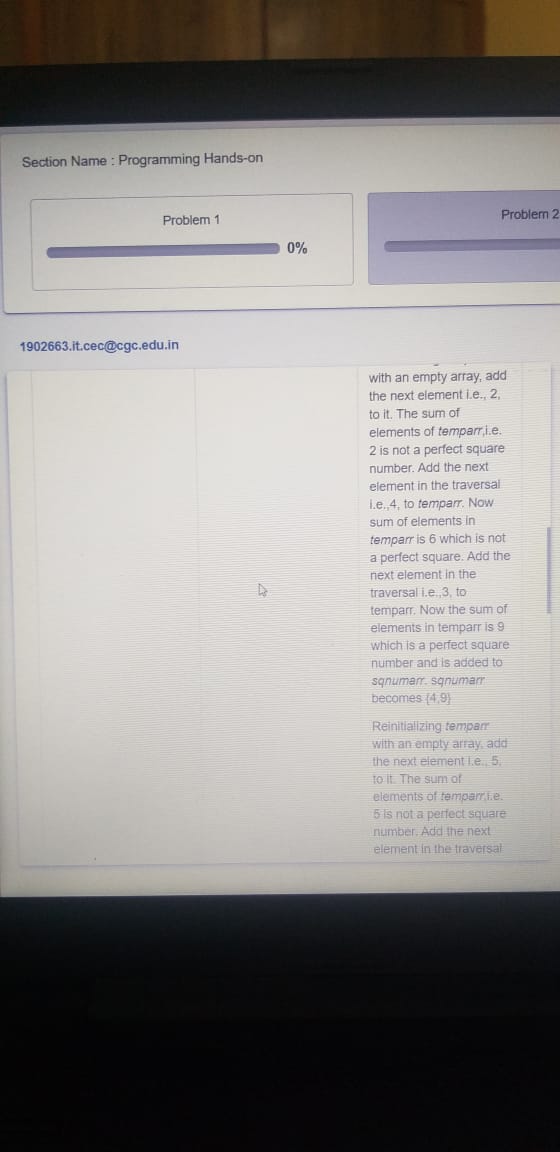 Section Name : Programming Hands-on
Problem 1
Problem 2
0%
1902663.it.cec@cgc.edu.in
with an empty array, add
the next element i.e., 2,
to it. The sum of
elements of temparr,i.e.
2 is not a perfect square
number. Add the next
element in the traversal
i.e.,4, to temparr. Now
sum of elements in
temparr is 6 which is not
a perfect square. Add the
next element in the
traversal i.e.,3, to
temparr. Now the sum of
elements in temparr is 9
which is a perfect square
number and is added to
sqnumarr. sqnumarr
becomes {4,9}
Reinitializing temparr
with an empty array, add
the next element i.e., 5,
to it. The sum of
elements of temparr,i.e.
5 is not a perfect square
number. Add the next
element in the traversal